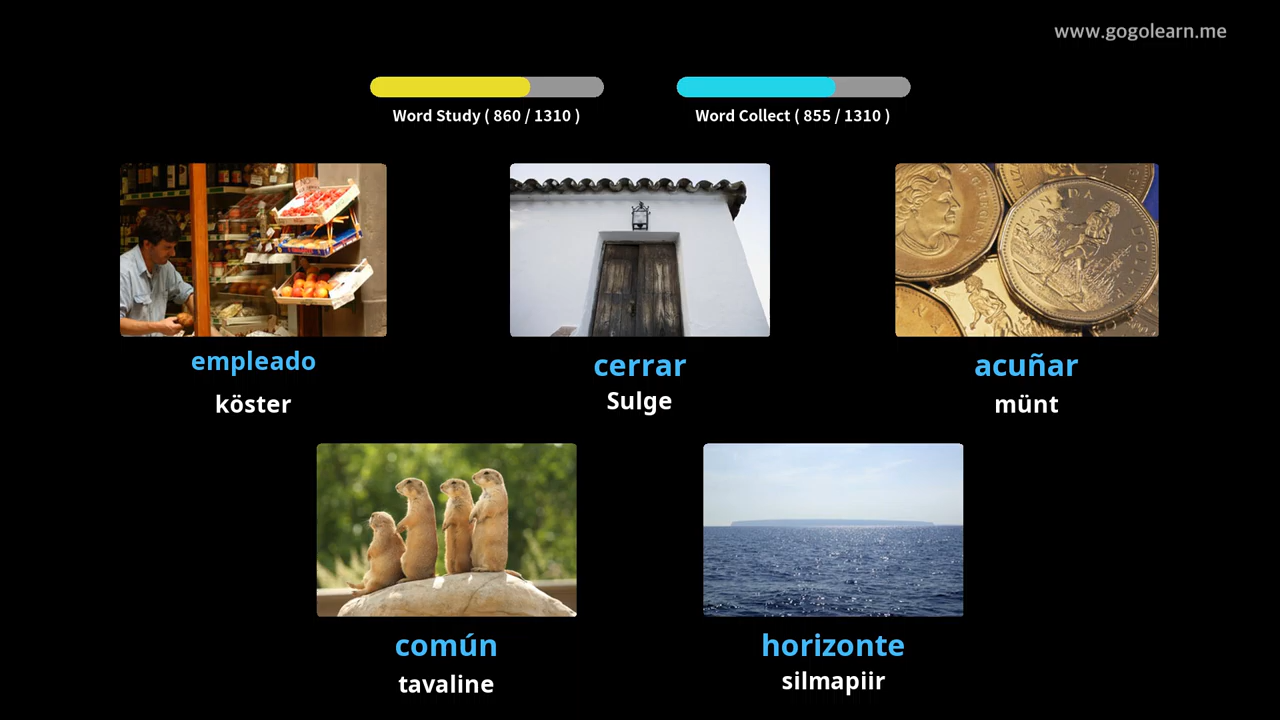 www.gogolearn.me
Word Study ( 860 / 1310 )
Word Collect ( 855 / 1310 )
empleado
köster
cerrar
Sulge
acuñar
münt
común
tavaline
horizonte
silmapiir